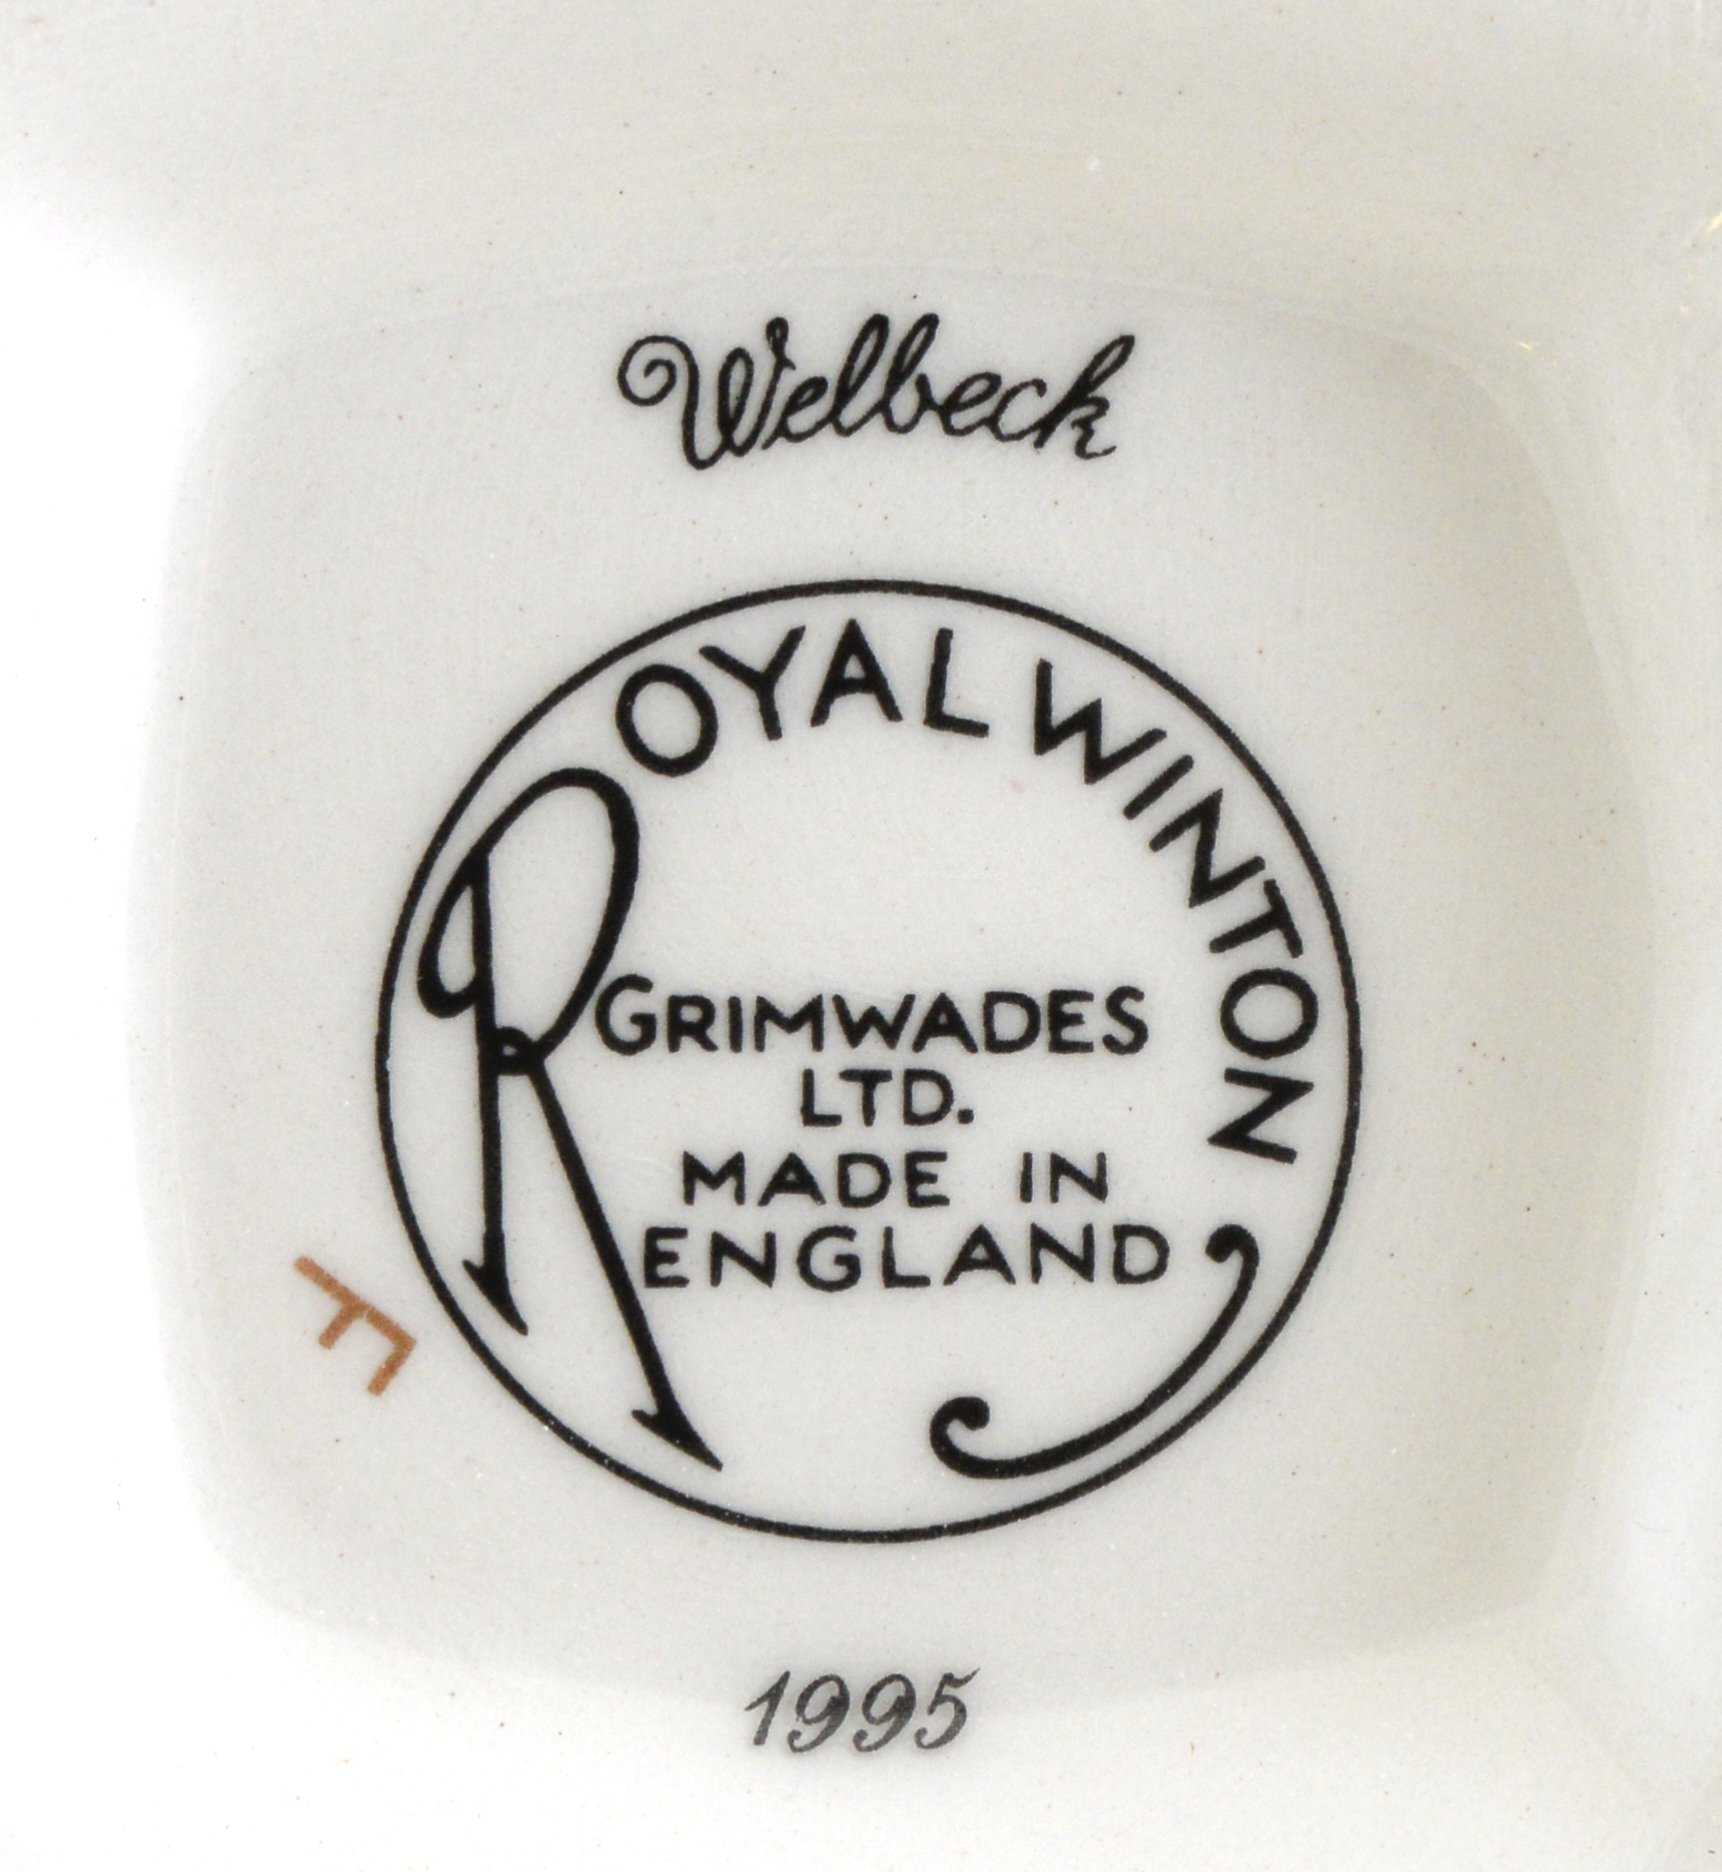 Welbeck
ROYAL WINTON
GRIMWADES
LTD.
MADE IN
ENGLAND
F
1995